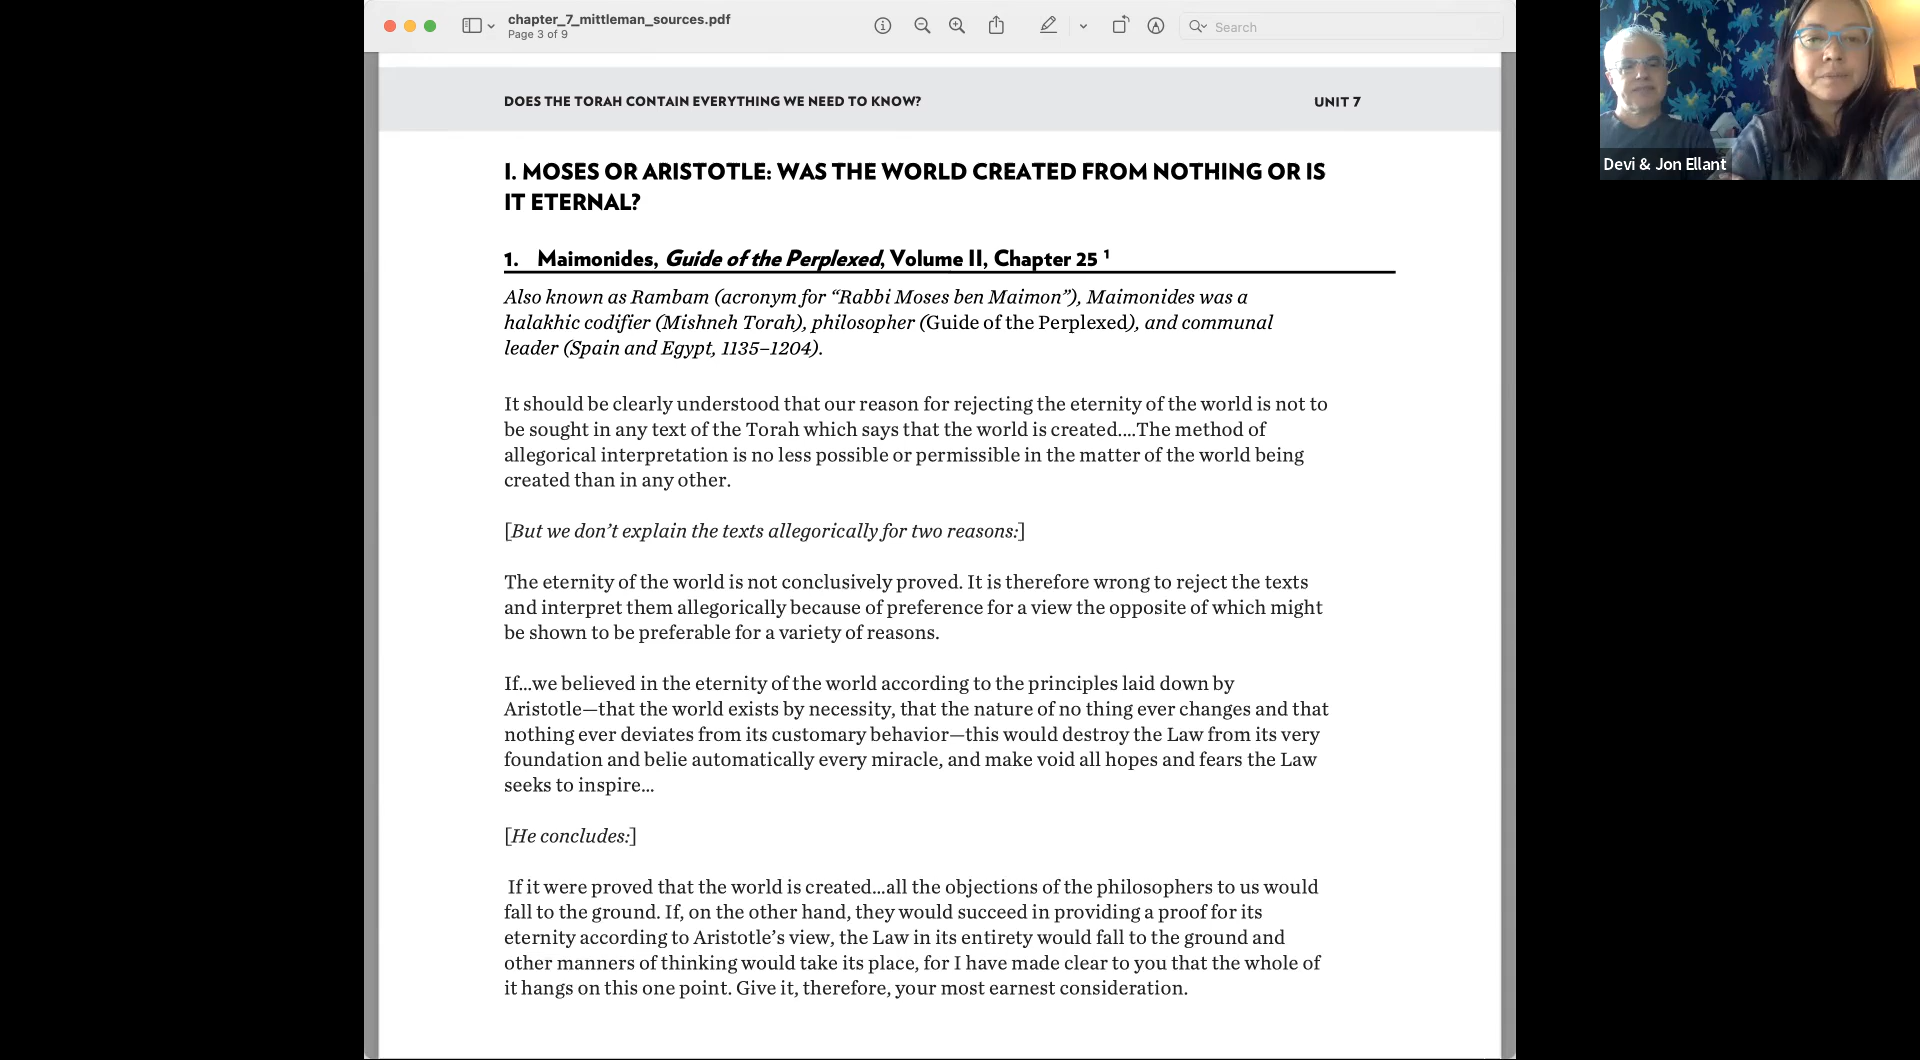 chapter_7_mittleman_sources.pdf
Page 3 of 9
Search
DOES THE TORAH CONTAIN EVERYTHING WE NEED TO KNOW?
UNIT 7
I. MOSES OR ARISTOTLE: WAS THE WORLD CREATED FROM NOTHING OR IS
IT ETERNAL?
1. Maimonides, Guide of the Perplexed, Volume II, Chapter 25 ¹
Also known as Rambam (acronym for “Rabbi Moses ben Maimon”), Maimonides was a
halakhic codifier (Mishneh Torah), philosopher (Guide of the Perplexed), and communal
leader (Spain and Egypt, 1135–1204).
It should be clearly understood that our reason for rejecting the eternity of the world is not to
be sought in any text of the Torah which says that the world is created....The method of
allegorical interpretation is no less possible or permissible in the matter of the world being
created than in any other.
[But we don’t explain the texts allegorically for two reasons:]
The eternity of the world is not conclusively proved. It is therefore wrong to reject the texts
and interpret them allegorically because of preference for a view the opposite of which might
be shown to be preferable for a variety of reasons.
If...we believed in the eternity of the world according to the principles laid down by
Aristotle—that the world exists by necessity, that the nature of no thing ever changes and that
nothing ever deviates from its customary behavior—this would destroy the Law from its very
foundation and belie automatically every miracle, and make void all hopes and fears the Law
seeks to inspire...
[He concludes:]
If it were proved that the world is created...all the objections of the philosophers to us would
fall to the ground. If, on the other hand, they would succeed in providing a proof for its
eternity according to Aristotle’s view, the Law in its entirety would fall to the ground and
other manners of thinking would take its place, for I have made clear to you that the whole of
it hangs on this one point. Give it, therefore, your most earnest consideration.
Devi & Jon Ellant